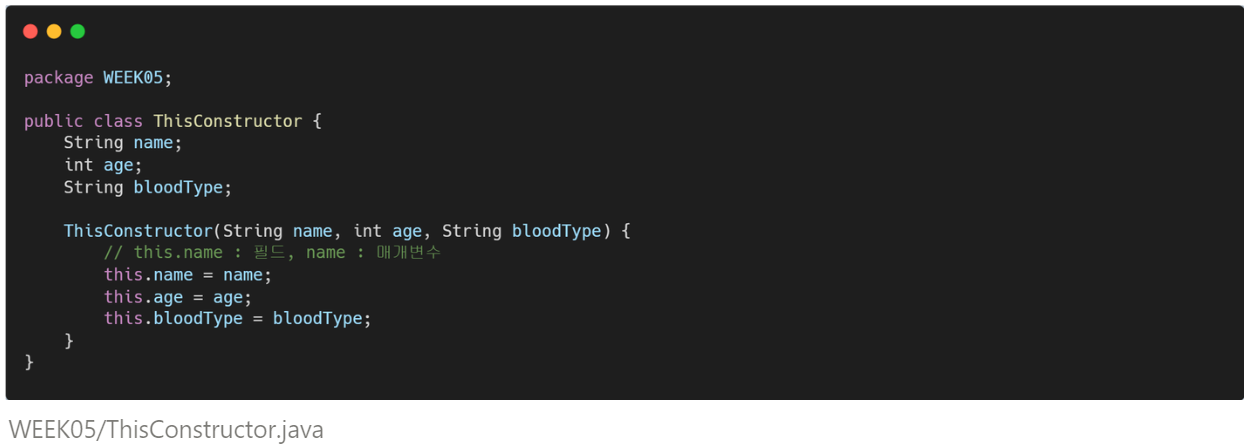 package WEEK05;
public class ThisConstructor {
String name;
int age;
String bloodType;
ThisConstructor(String name, int age, String bloodType) {
// this.name : 필드, name : 매개변수
this.name = name;
this.age = age;
this.bloodType = bloodType;
}
}
WEEK05/ThisConstructor.java